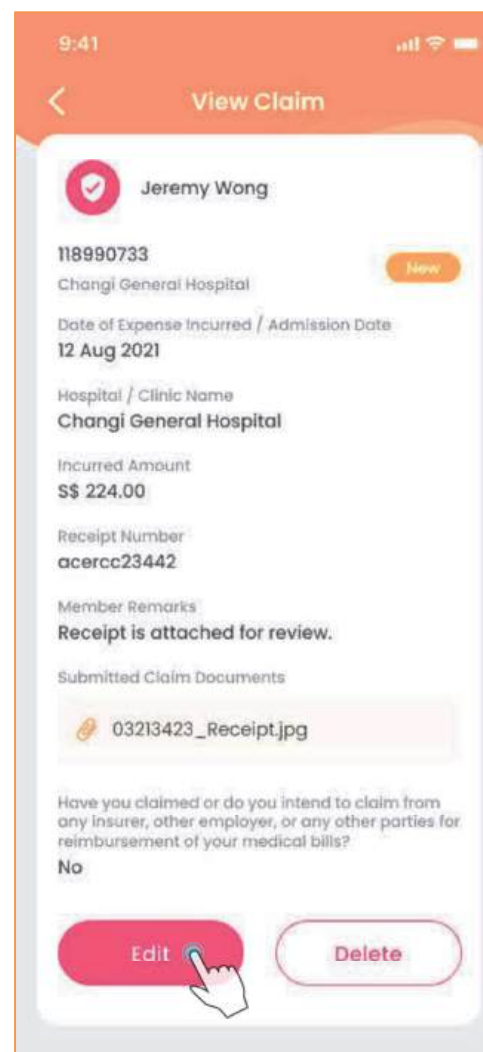 9:41
View Claim
Jeremy Wong
118990733
New
Changi General Hospital
Date of Expense Incurred / Admission Date
12 Aug 2021
Hospital / Clinic Name
Changi General Hospital
Incurred Amount
S$ 224.00
Receipt Number
acercc23442
Member Remarks
Receipt is attached for review.
Submitted Claim Documents
03213423_Receipt.jpg
Have you claimed or do you intend to claim from
any insurer, other employer, or any other parties for
reimbursement of your medical bills?
No
Edit
Delete